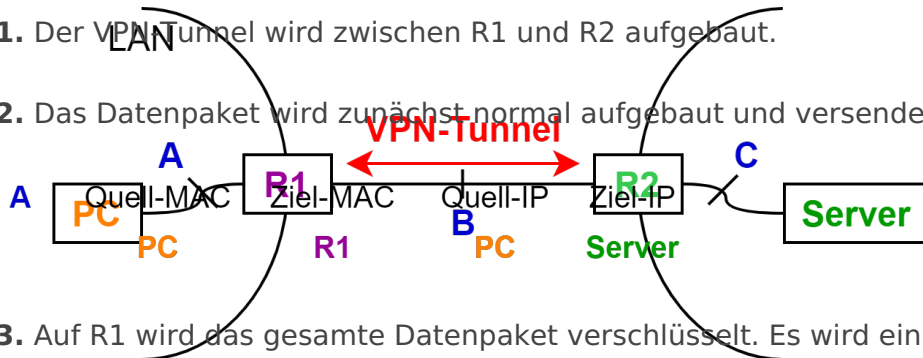 1. Der VPN-Tunnel wird zwischen R1 und R2 aufgebaut.
LAN
2. Das Datenpaket wird zunächst normal aufgebaut und versende
VPN-Tunnel
A
C
A
Quell-MAC
Ziel-MAC
Quell-IP
Ziel-IP
PC
R1
R2
Server
B
PC
R1
PC
Server
3. Auf R1 wird das gesamte Datenpaket verschlüsselt. Es wird ein